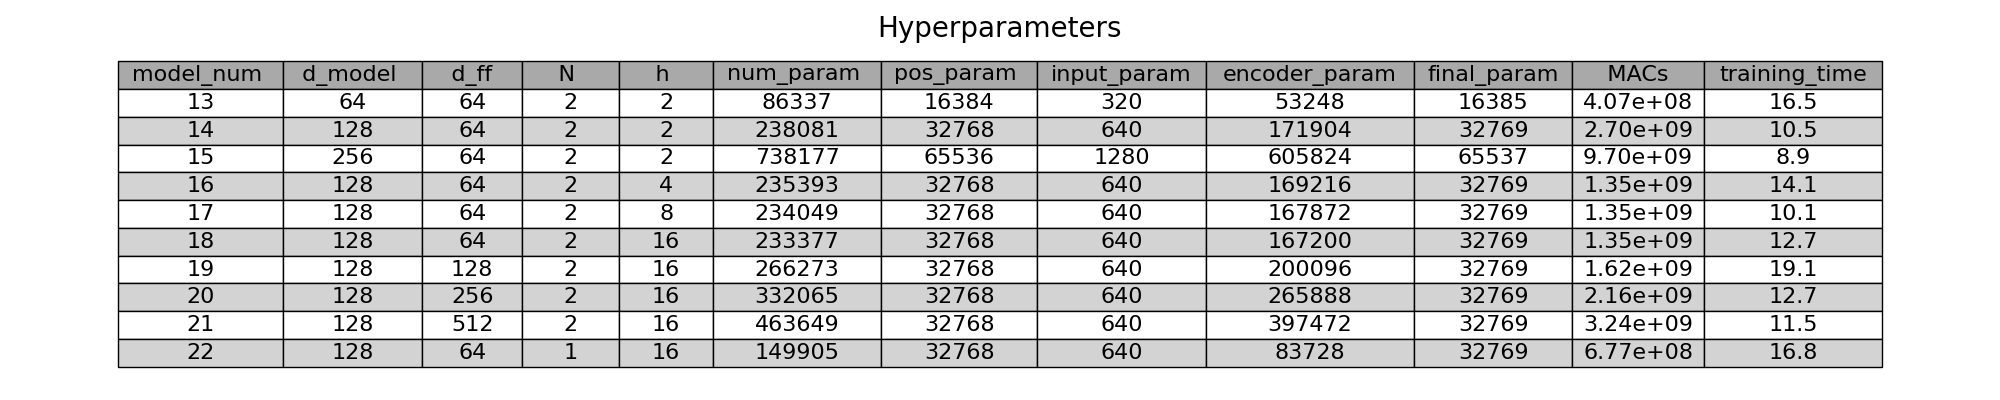 Hyperparameters
model_num d_model d_ff N h num_param pos_param input_param encoder_param final_param MACs training_time
13 64 64 2 2 86337 16384 320 53248 16385 4.07e+08 16.5
14 128 64 2 2 238081 32768 640 171904 32769 2.70e+09 10.5
15 256 64 2 2 738177 65536 1280 605824 65537 9.70e+09 8.9
16 128 64 2 4 235393 32768 640 169216 32769 1.35e+09 14.1
17 128 64 2 8 234049 32768 640 167872 32769 1.35e+09 10.1
18 128 64 2 16 233377 32768 640 167200 32769 1.35e+09 12.7
19 128 128 2 16 266273 32768 640 200096 32769 1.62e+09 19.1
20 128 256 2 16 332065 32768 640 265888 32769 2.16e+09 12.7
21 128 512 2 16 463649 32768 640 397472 32769 3.24e+09 11.5
22 128 64 1 16 149905 32768 640 83728 32769 6.77e+08 16.8